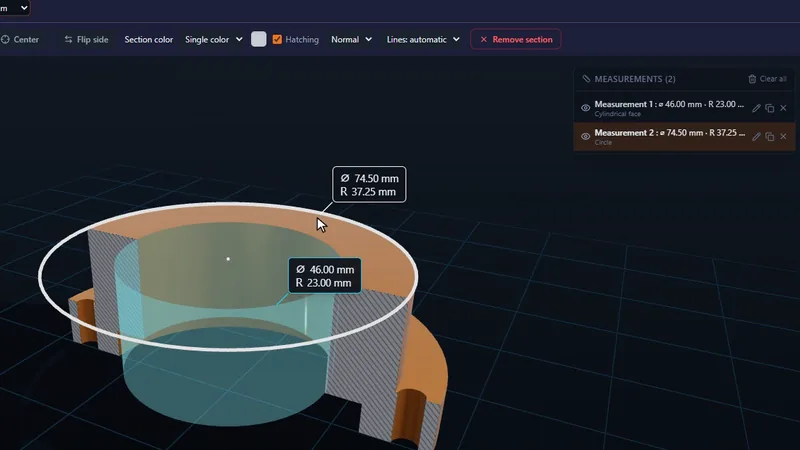 m
Center
Flip side
Section color
Single color
Hatching
Normal
Lines: automatic
Remove section
MEASUREMENTS (2)
Clear all
Measurement 1 : ⌀ 46.00 mm · R 23.00 ...
Cylindrical face
Measurement 2 : ⌀ 74.50 mm · R 37.25 ...
Circle
Ø 74.50 mm
R 37.25 mm
Ø 46.00 mm
R 23.00 mm